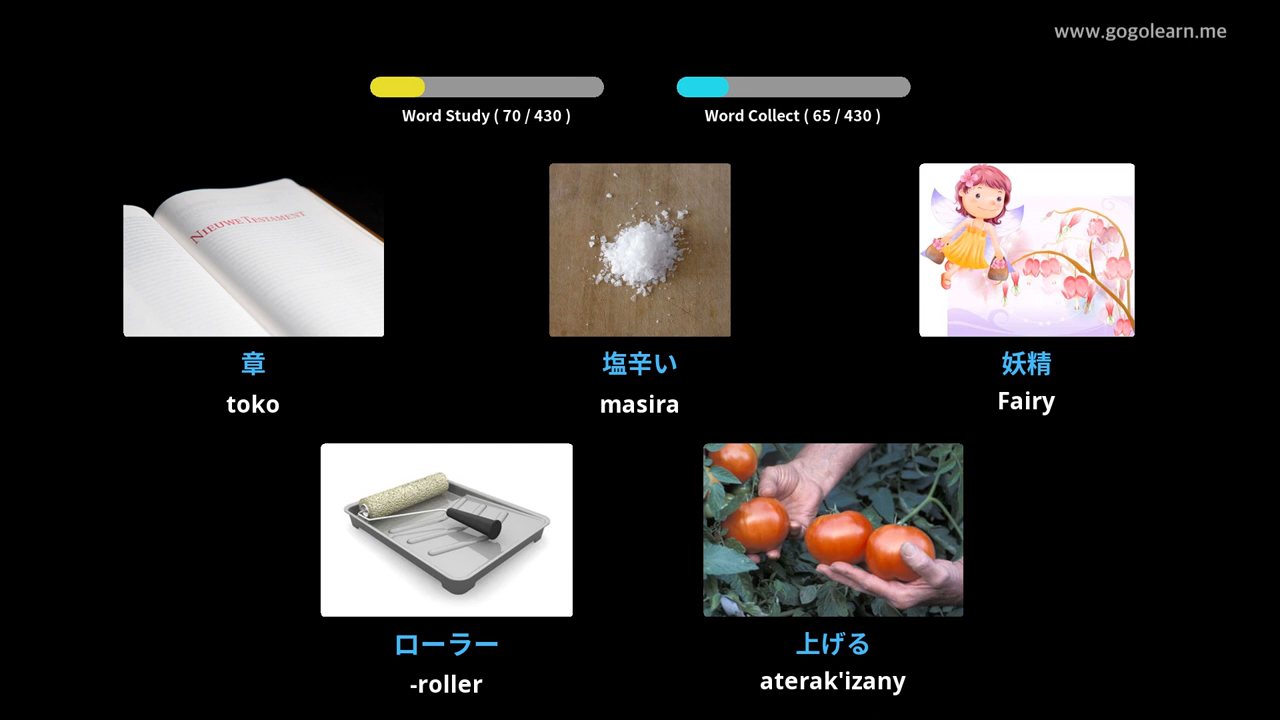 www.gogolearn.me
Word Study ( 70 / 430 )
Word Collect ( 65 / 430 )
NIEUWE TESTAMENT
章
toko
塩辛い
masira
妖精
Fairy
ローラー
-roller
上げる
aterak'izany